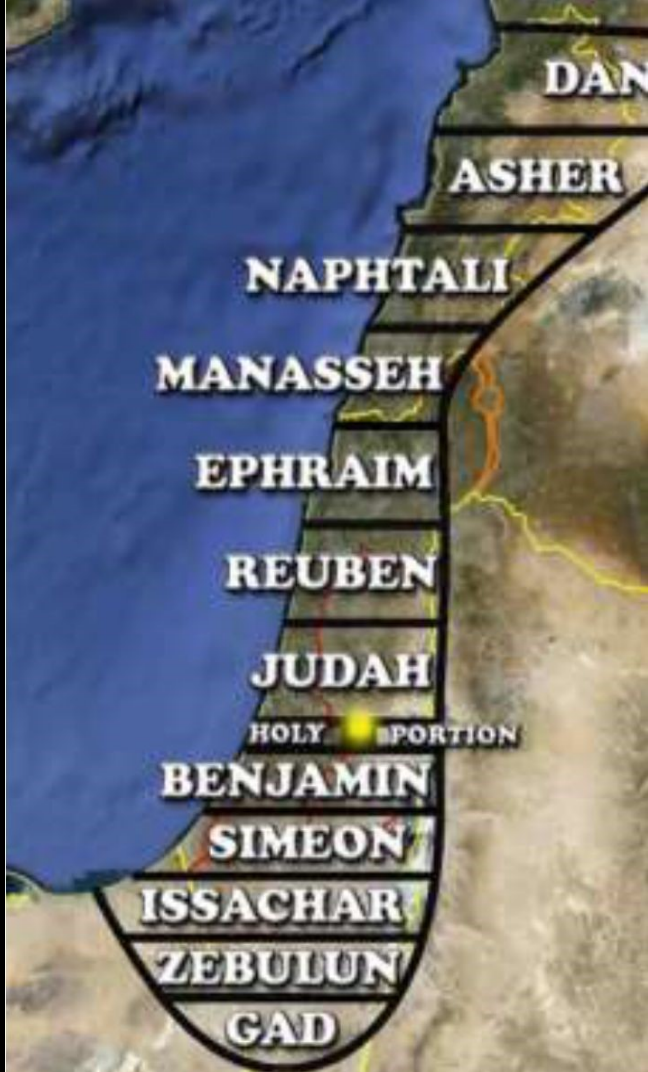 DAN
ASHER
NAPHTALI
MANASSEH
EPHRAIM
REUBEN
JUDAH
HOLY PORTION
BENJAMIN
SIMEON
ISSACHAR
ZEBULUN
GAD